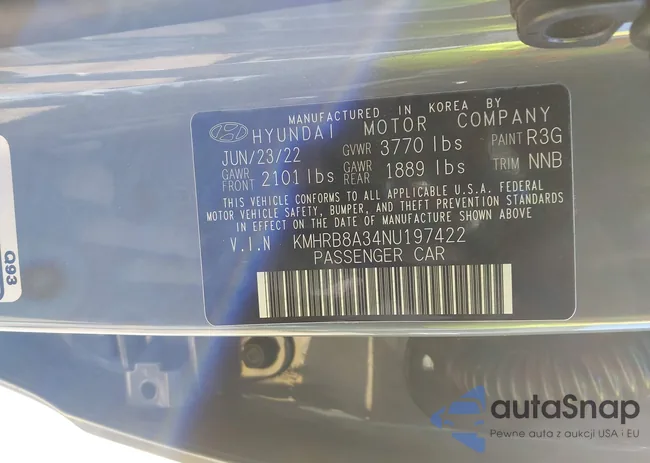 MANUFACTURED IN KOREA BY
HYUNDAI MOTOR COMPANY
JUN/23/22 GVWR 3770 lbs PAINT R3G
GAWR FRONT 2101 lbs GAWR REAR 1889 lbs TRIM NNB
THIS VEHICLE CONFORMS TO ALL APPLICABLE U.S.A. FEDERAL
MOTOR VEHICLE SAFETY, BUMPER, AND THEFT PREVENTION STANDARDS
IN EFFECT ON THE DATE OF MANUFACTURE SHOWN ABOVE.
V.I.N KMHRB8A34NU197422
PASSENGER CAR
Q93
autaSnap
Pewne auta z aukcji USA i EU